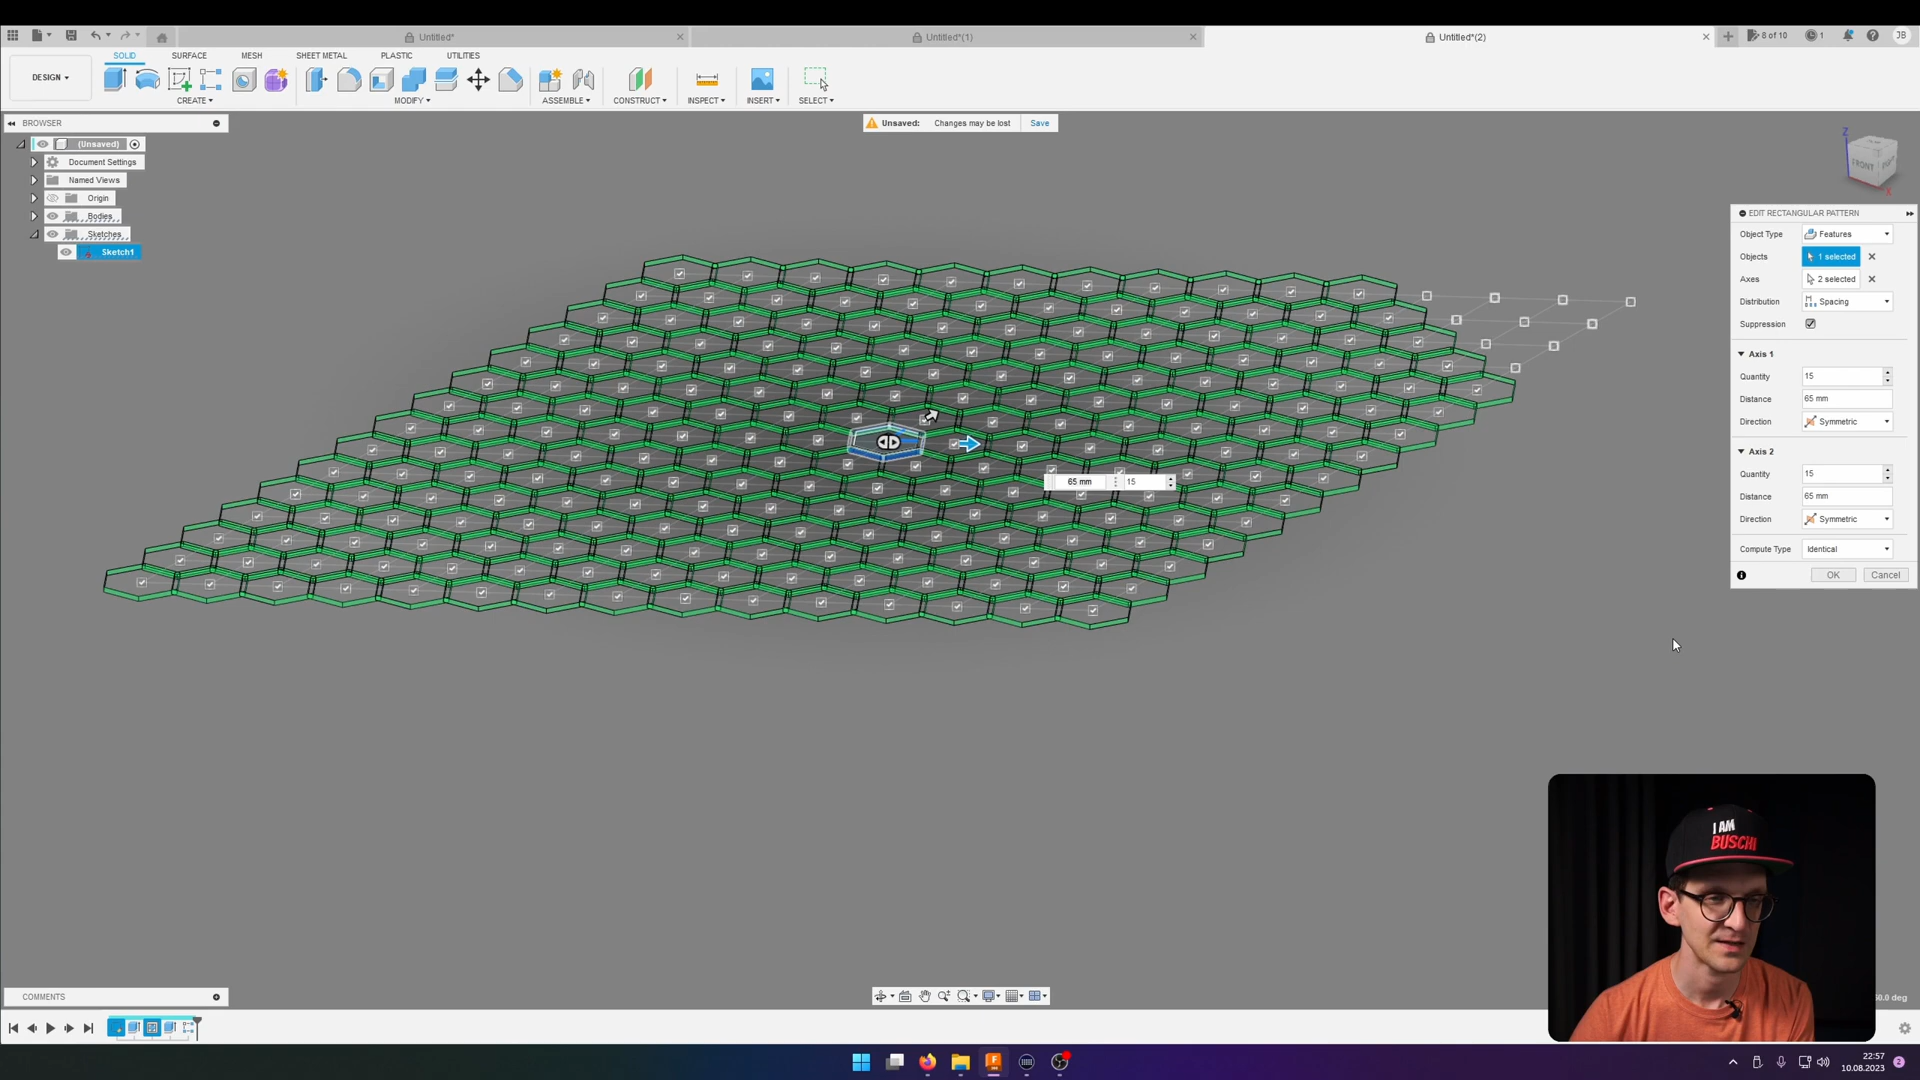 Untitled*
Untitled*(1)
Untitled*(2)
8 of 10
1
JB
DESIGN
SOLID
SURFACE
MESH
SHEET METAL
PLASTIC
UTILITIES
CREATE
MODIFY
ASSEMBLE
CONSTRUCT
INSPECT
INSERT
SELECT
BROWSER
Unsaved: Changes may be lost Save
(Unsaved)
Document Settings
Named Views
Origin
Bodies
Sketches
Sketch1
Z
FRONT
X
EDIT RECTANGULAR PATTERN
Object Type Features
Objects 1 selected
Axes 2 selected
Distribution Spacing
Suppression
Axis 1
Quantity 15
Distance 65 mm
Direction Symmetric
Axis 2
Quantity 15
Distance 65 mm
Direction Symmetric
Compute Type Identical
OK Cancel
65 mm 15
I AM
BUSCHI
COMMENTS
22:57
10.08.2023
2